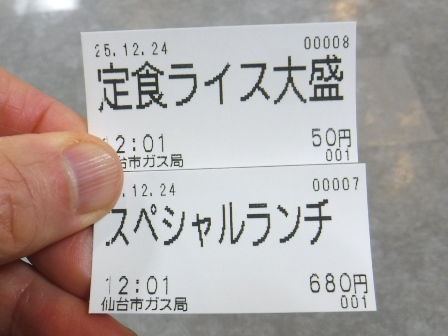 25.12.24 00008
定食ライス大盛
12:01 50円
台市ガス局 001
.12.24 00007
スペシャルランチ
12:01 680円
仙台市ガス局 001